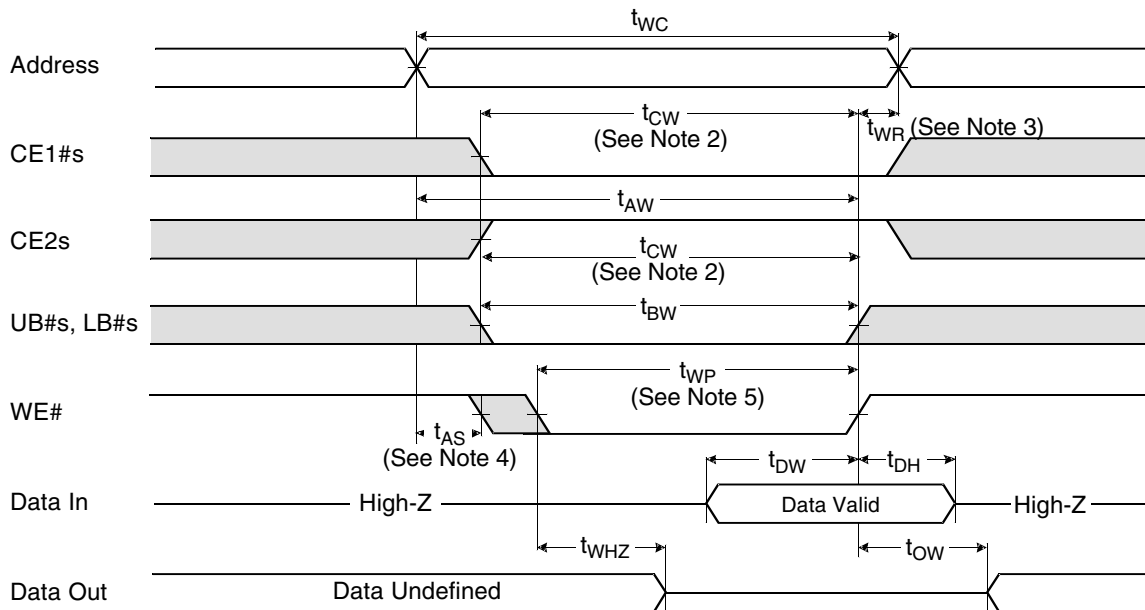 tWC
Address
tCW
(See Note 2)
tWR (See Note 3)
CE1#s
tAW
CE2s
tCW
(See Note 2)
tBW
UB#s, LB#s
tWP
(See Note 5)
WE#
tAS
(See Note 4)
tDW
tDH
Data In
High-Z
Data Valid
High-Z
tWHZ
tOW
Data Out
Data Undefined